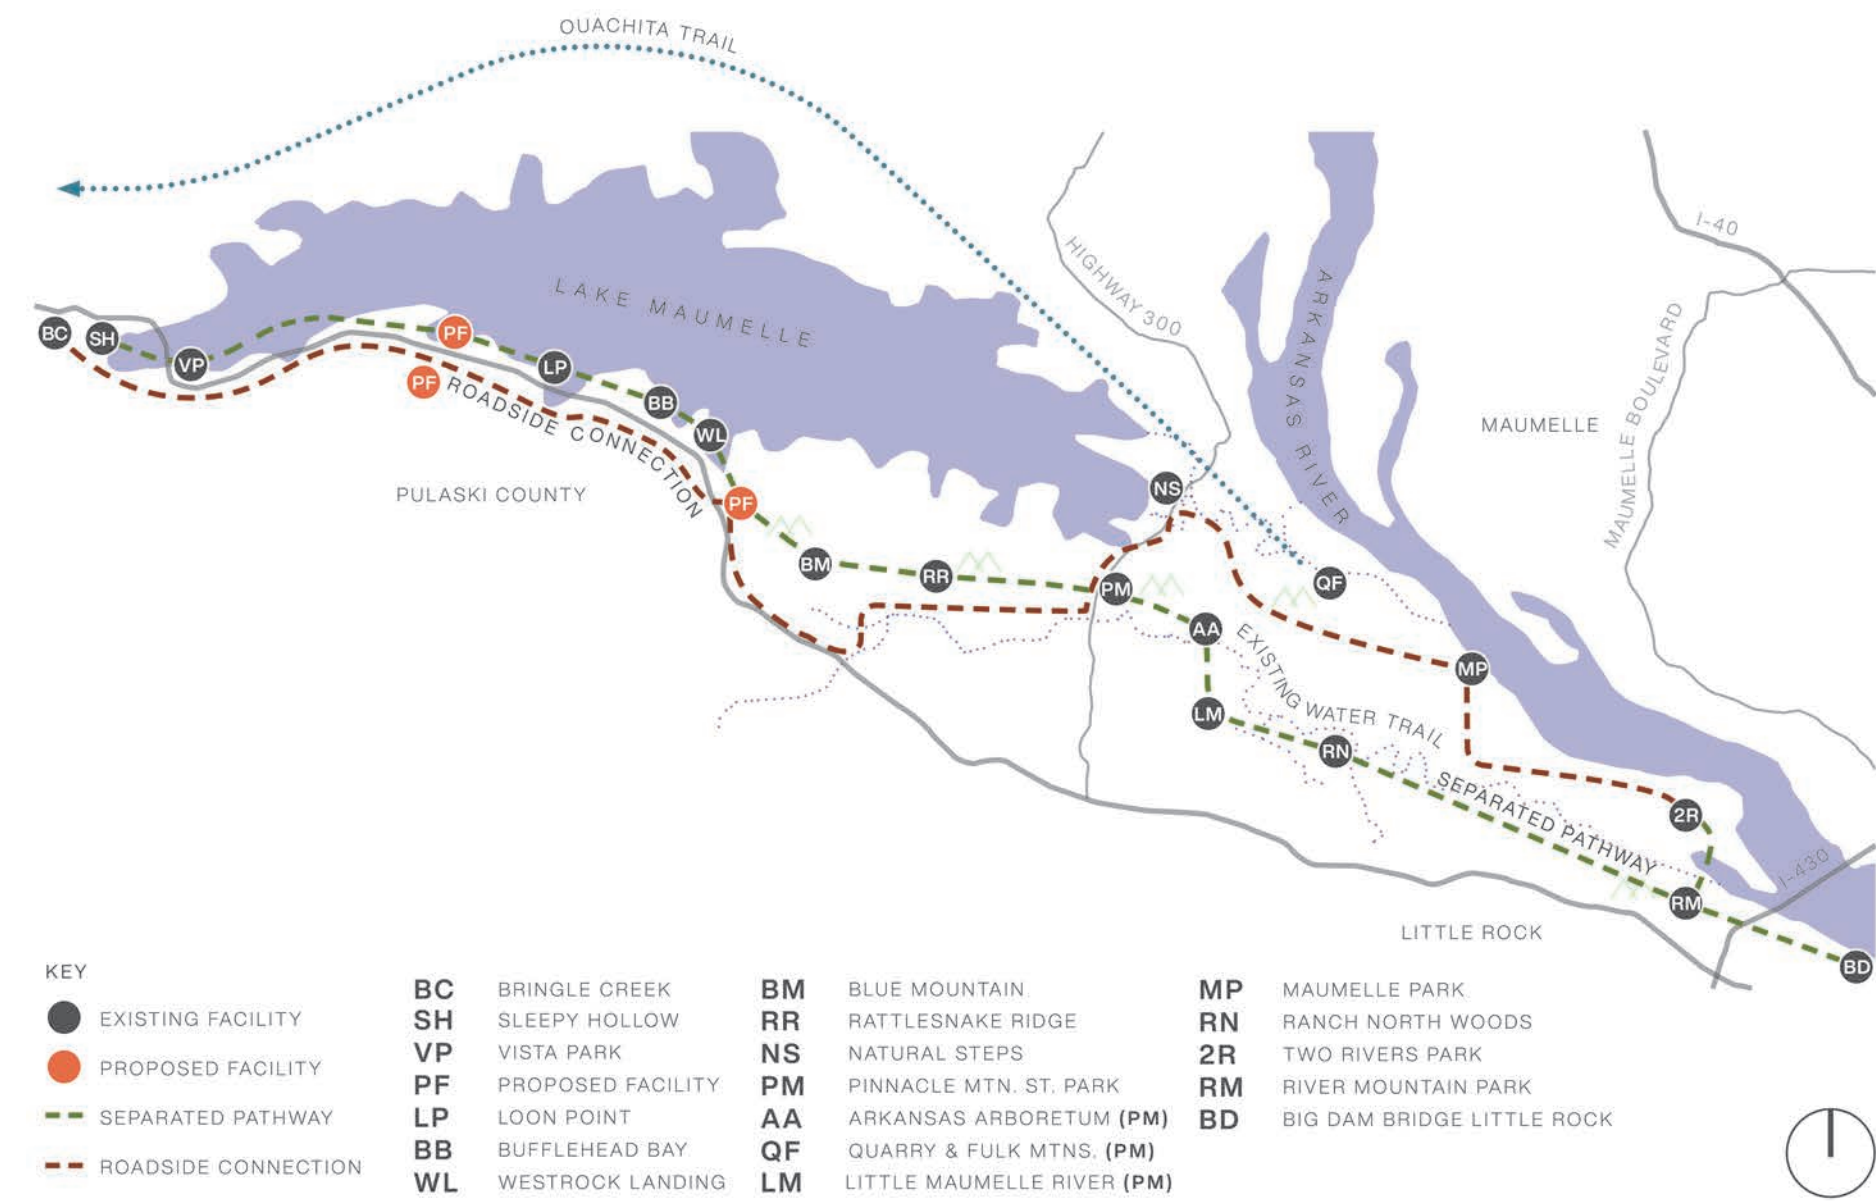 OUACHITA TRAIL
I-40
HIGHWAY 300
ARKANSAS RIVER
LAKE MAUMELLE
MAUMELLE BOULEVARD
BC
SH
VP
PF
PF
LP
BB
WL
ROADSIDE CONNECTION
MAUMELLE
PULASKI COUNTY
NS
PF
BM
RR
PM
QF
AA
EXISTING WATER TRAIL
MP
LM
RN
SEPARATED PATHWAY
2R
I-430
RM
LITTLE ROCK
BD
KEY
EXISTING FACILITY
PROPOSED FACILITY
SEPARATED PATHWAY
ROADSIDE CONNECTION
BC BRINGLE CREEK
SH SLEEPY HOLLOW
VP VISTA PARK
PF PROPOSED FACILITY
LP LOON POINT
BB BUFFLEHEAD BAY
WL WESTROCK LANDING
BM BLUE MOUNTAIN
RR RATTLESNAKE RIDGE
NS NATURAL STEPS
PM PINNACLE MTN. ST. PARK
AA ARKANSAS ARBORETUM (PM)
QF QUARRY & FULK MTNS. (PM)
LM LITTLE MAUMELLE RIVER (PM)
MP MAUMELLE PARK
RN RANCH NORTH WOODS
2R TWO RIVERS PARK
RM RIVER MOUNTAIN PARK
BD BIG DAM BRIDGE LITTLE ROCK